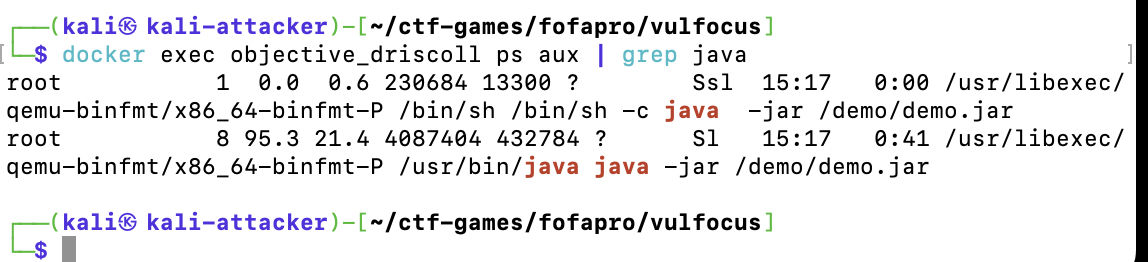 ┌──(kali㉿kali-attacker)-[~/ctf-games/fofapro/vulfocus]
└─$ docker exec objective_driscoll ps aux | grep java
root           1  0.0  0.6 230684 13300 ?        Ssl  15:17   0:00 /usr/libexec/
qemu-binfmt/x86_64-binfmt-P /bin/sh /bin/sh -c java  -jar /demo/demo.jar
root           8 95.3 21.4 4087404 432784 ?      Sl   15:17   0:41 /usr/libexec/
qemu-binfmt/x86_64-binfmt-P /usr/bin/java java -jar /demo/demo.jar
┌──(kali㉿kali-attacker)-[~/ctf-games/fofapro/vulfocus]
└─$